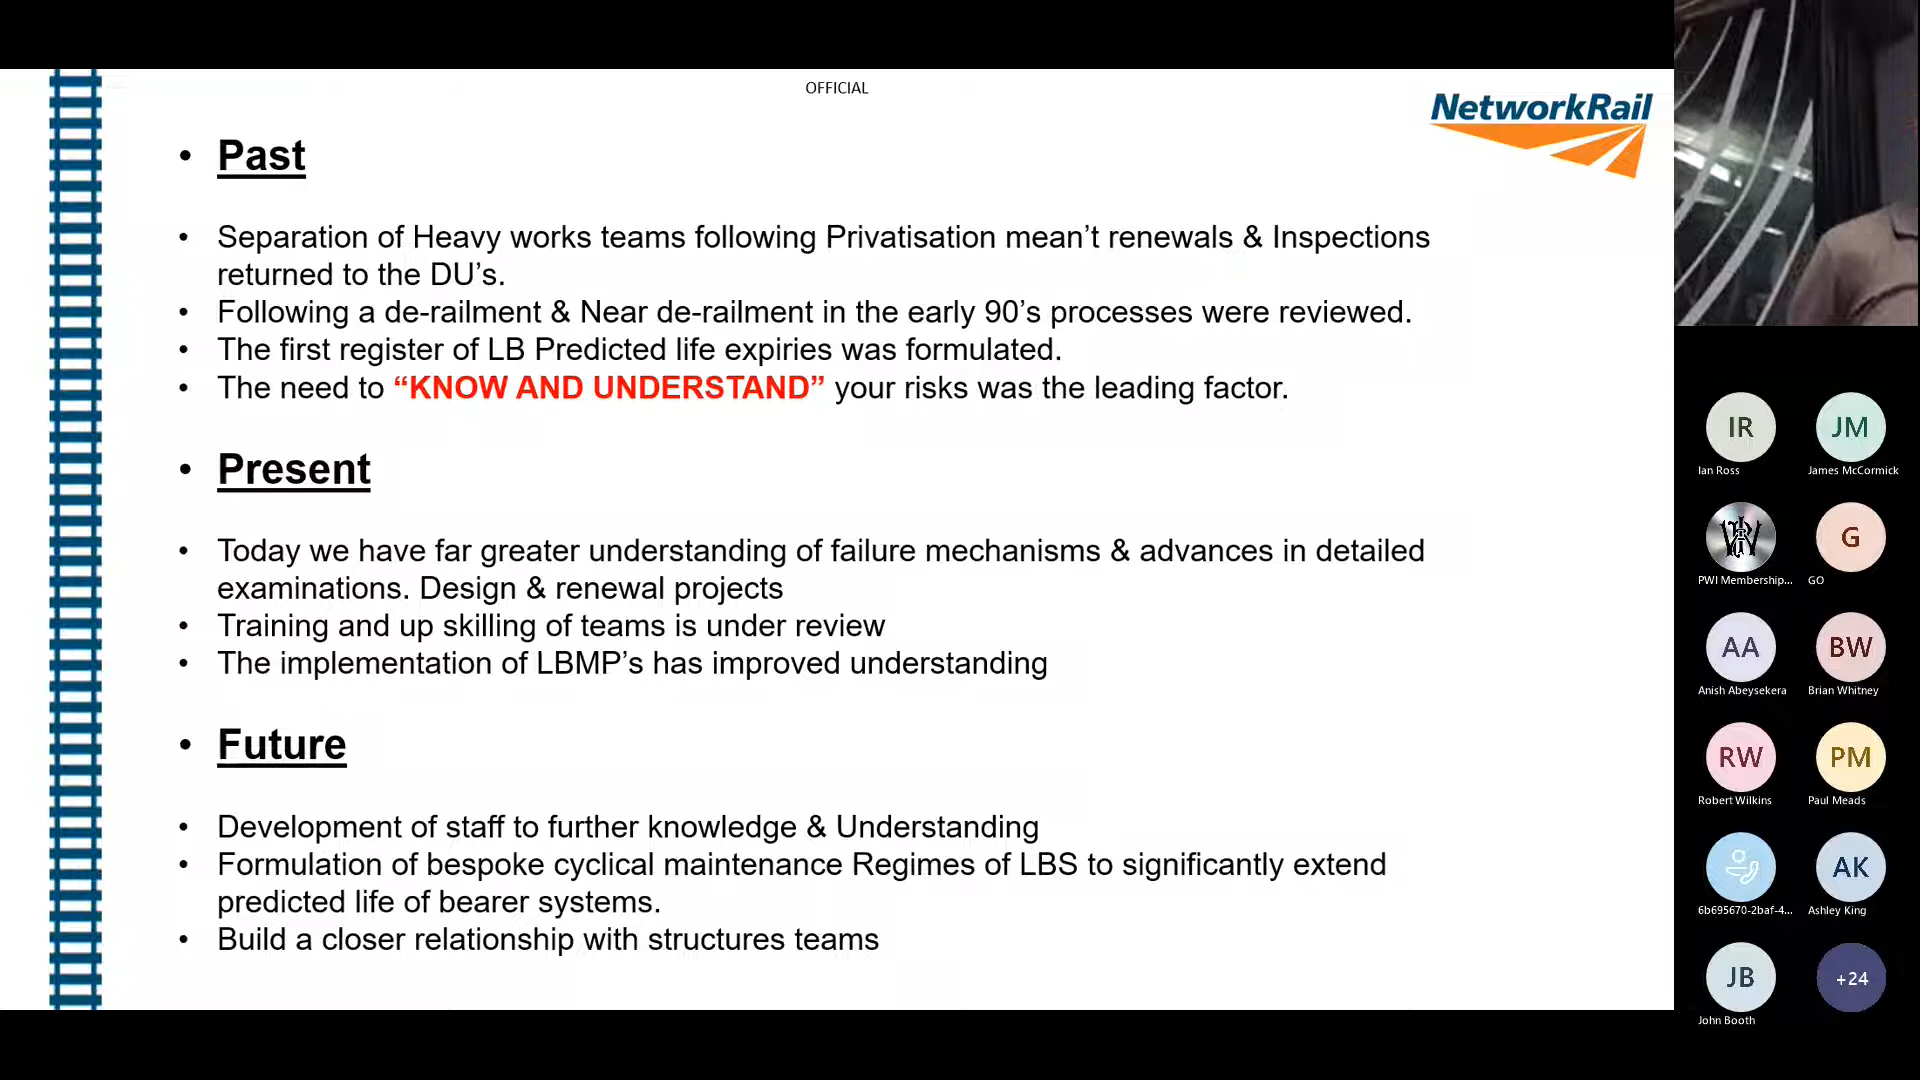 OFFICIAL
NetworkRail
• Past
• Separation of Heavy works teams following Privatisation mean’t renewals & Inspections
returned to the DU’s.
• Following a de-railment & Near de-railment in the early 90’s processes were reviewed.
• The first register of LB Predicted life expiries was formulated.
• The need to “KNOW AND UNDERSTAND” your risks was the leading factor.
• Present
• Today we have far greater understanding of failure mechanisms & advances in detailed
examinations. Design & renewal projects
• Training and up skilling of teams is under review
• The implementation of LBMP’s has improved understanding
• Future
• Development of staff to further knowledge & Understanding
• Formulation of bespoke cyclical maintenance Regimes of LBS to significantly extend
predicted life of bearer systems.
• Build a closer relationship with structures teams
IR
Ian Ross
JM
James McCormick
PWI Membership...
G
GO
AA
Anish Abeysekera
BW
Brian Whitney
RW
Robert Wilkins
PM
Paul Meads
6b695670-2baf-4...
AK
Ashley King
JB
John Booth
+24